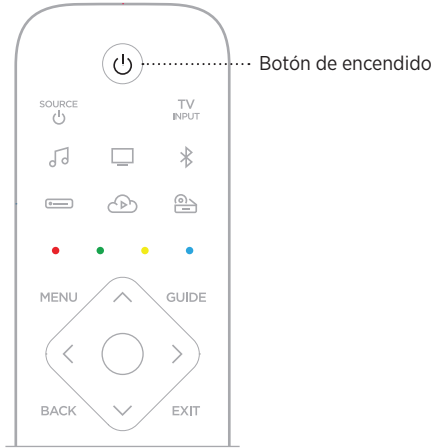 Botón de encendido
SOURCE
TV
INPUT
MENU
GUIDE
BACK
EXIT